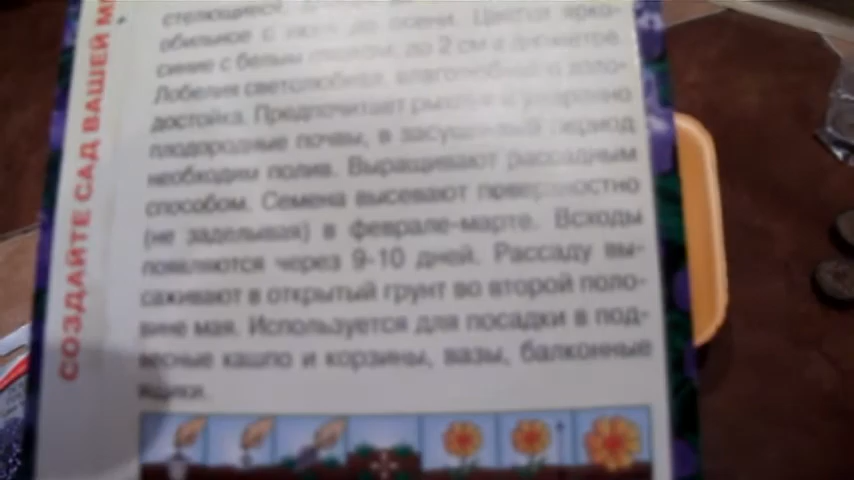 СОЗДАЙТЕ САД ВАШЕЙ
обильное с до осени. Цветки ярко-
синие с белым до 2 см в диаметре.
Лобелия светолюбива, влаголюбива и холо-
достойка. Предпочитает рыхлые и умеренно
плодородные почвы, в засушливый период
необходим полив. Выращивают рассадным
способом. Семена высевают поверхностно
(не заделывая) в феврале-марте. Всходы
появляются через 9-10 дней. Рассаду вы-
саживают в открытый грунт во второй поло-
вине мая. Используется для посадки в под-
весные кашпо и корзины, вазы, балконные
ящики.